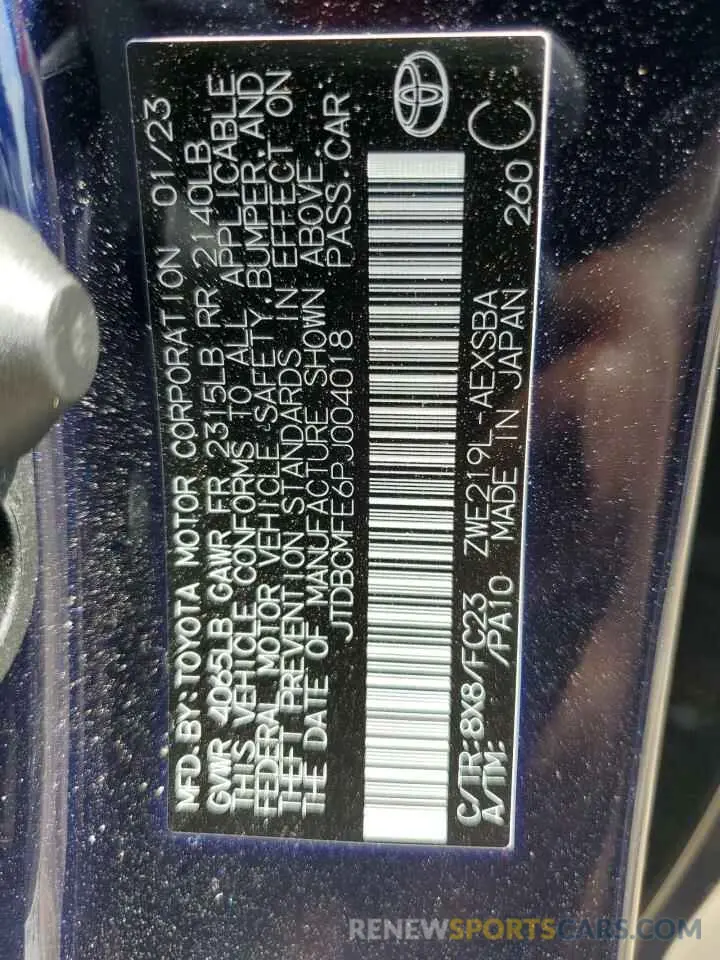 MFD.BY:TOYOTA MOTOR CORPORATION 01/23
GVWR 4065LB GAWR FR 2315LB RR 2140LB
THIS VEHICLE CONFORMS TO ALL APPLICABLE
FEDERAL MOTOR VEHICLE SAFETY, BUMPER, AND
THEFT PREVENTION STANDARDS IN EFFECT ON
THE DATE OF MANUFACTURE SHOWN ABOVE.
JTDBCMFE6PJ004018 PASS.CAR
C/TR:8X8/FC23 ZWE219L-AEXSBA 260 C
A/TM: /PA10 MADE IN JAPAN
RENEWSPORTSCARS.COM